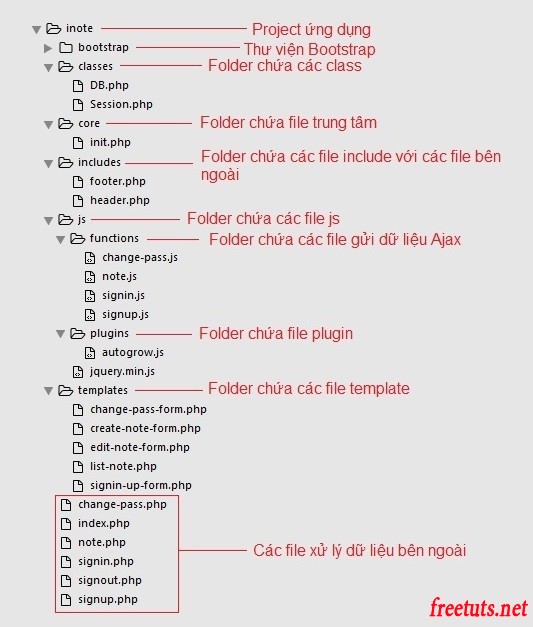 inote Project ứng dụng
bootstrap Thư viện Bootstrap
classes Folder chứa các class
DB.php
Session.php
core Folder chứa file trung tâm
init.php
includes Folder chứa các file include với các file bên
ngoài
footer.php
header.php
js Folder chứa các file js
functions Folder chứa các file gửi dữ liệu Ajax
change-pass.js
note.js
signin.js
signup.js
plugins Folder chứa file plugin
autogrow.js
jquery.min.js
templates Folder chứa các file template
change-pass-form.php
create-note-form.php
edit-note-form.php
list-note.php
signin-up-form.php
change-pass.php
index.php
note.php Các file xử lý dữ liệu bên ngoài
signin.php
signout.php
signup.php
freetuts.net